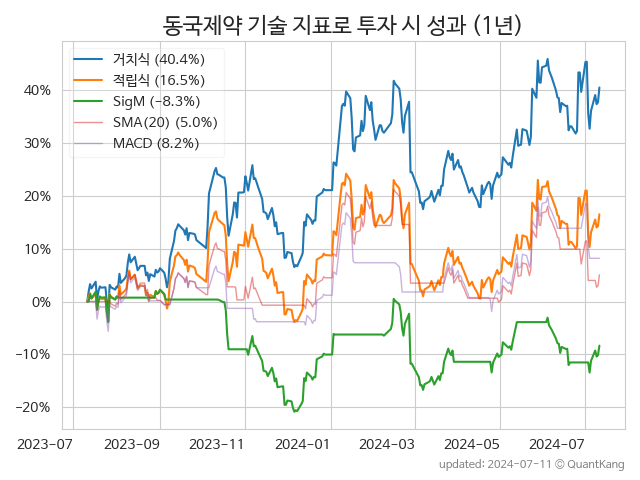 동국제약 기술 지표로 투자 시 성과 (1년)
거치식 (40.4%)
적립식 (16.5%)
SigM (-8.3%)
SMA(20) (5.0%)
MACD (8.2%)
40%
30%
20%
10%
0%
-10%
-20%
2023-07 2023-09 2023-11 2024-01 2024-03 2024-05 2024-07
updated: 2024-07-11 © QuantKang